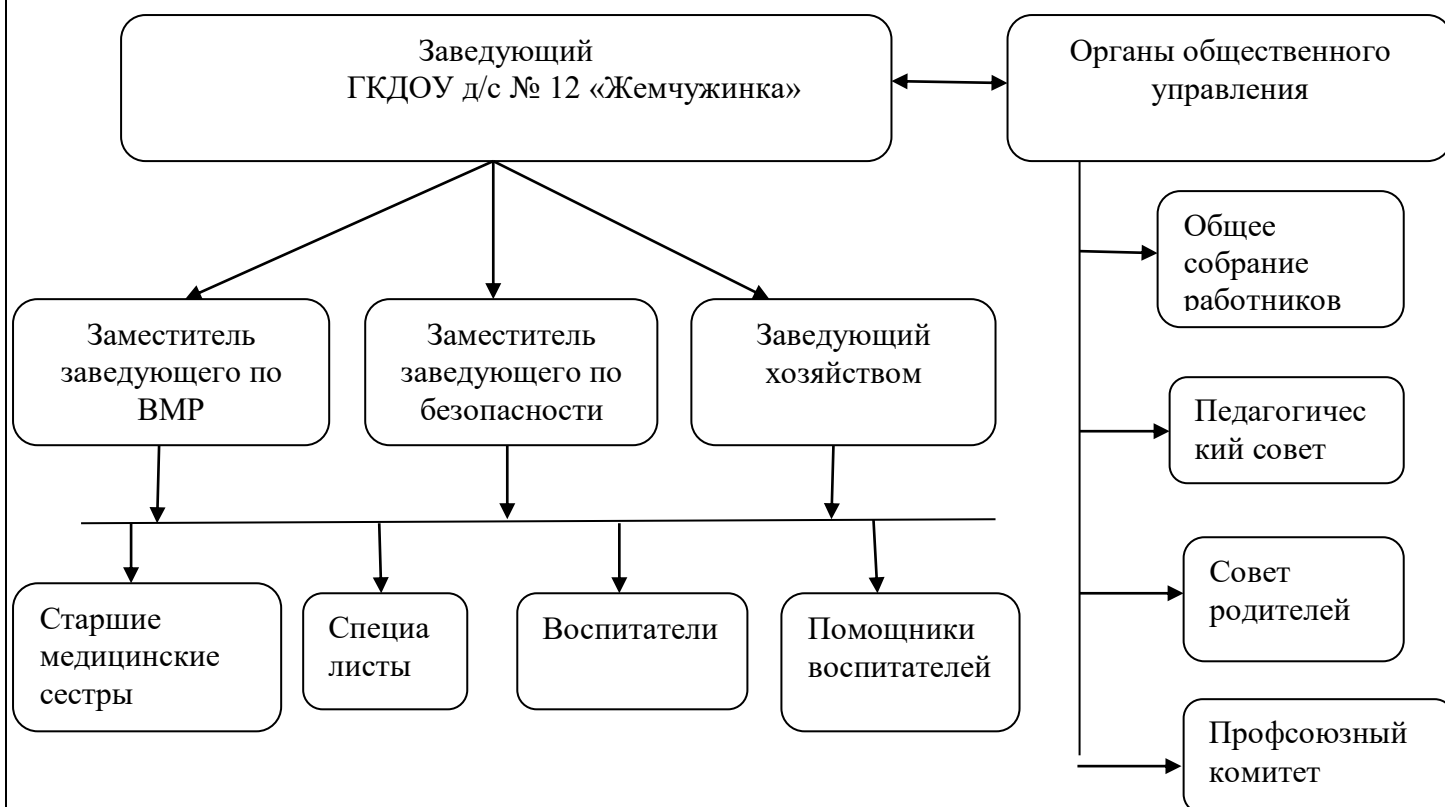 Заведующий
ГКДОУ д/с № 12 «Жемчужинка»
Органы общественного
управления
Общее
собрание
работников
Заместитель
заведующего по
ВМР
Заместитель
заведующего по
безопасности
Заведующий
хозяйством
Педагогичес
кий совет
Совет
родителей
Старшие
медицинские
сестры
Специа
листы
Воспитатели
Помощники
воспитателей
Профсоюзный
комитет